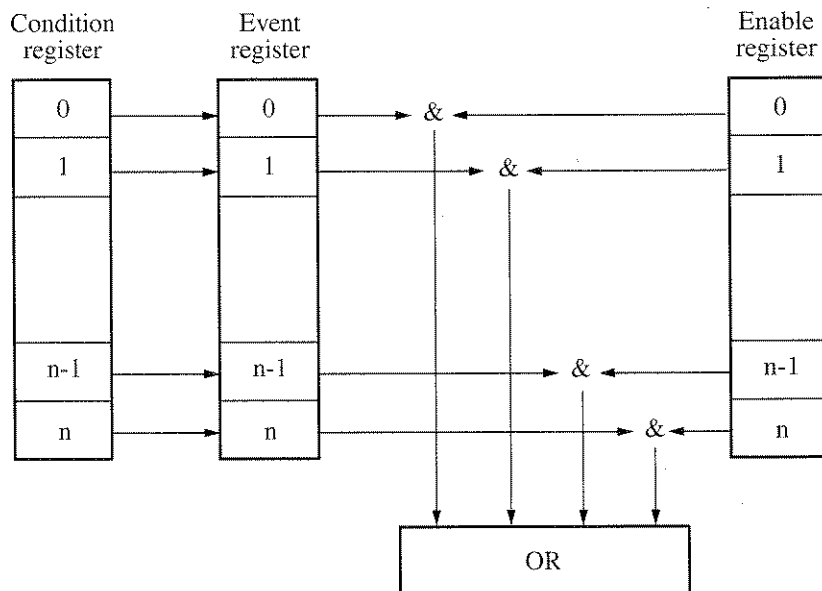 Condition
register
Event
register
Enable
register
0
0
&
0
1
1
&
1
n-1
n-1
&
n-1
n
n
&
n
OR